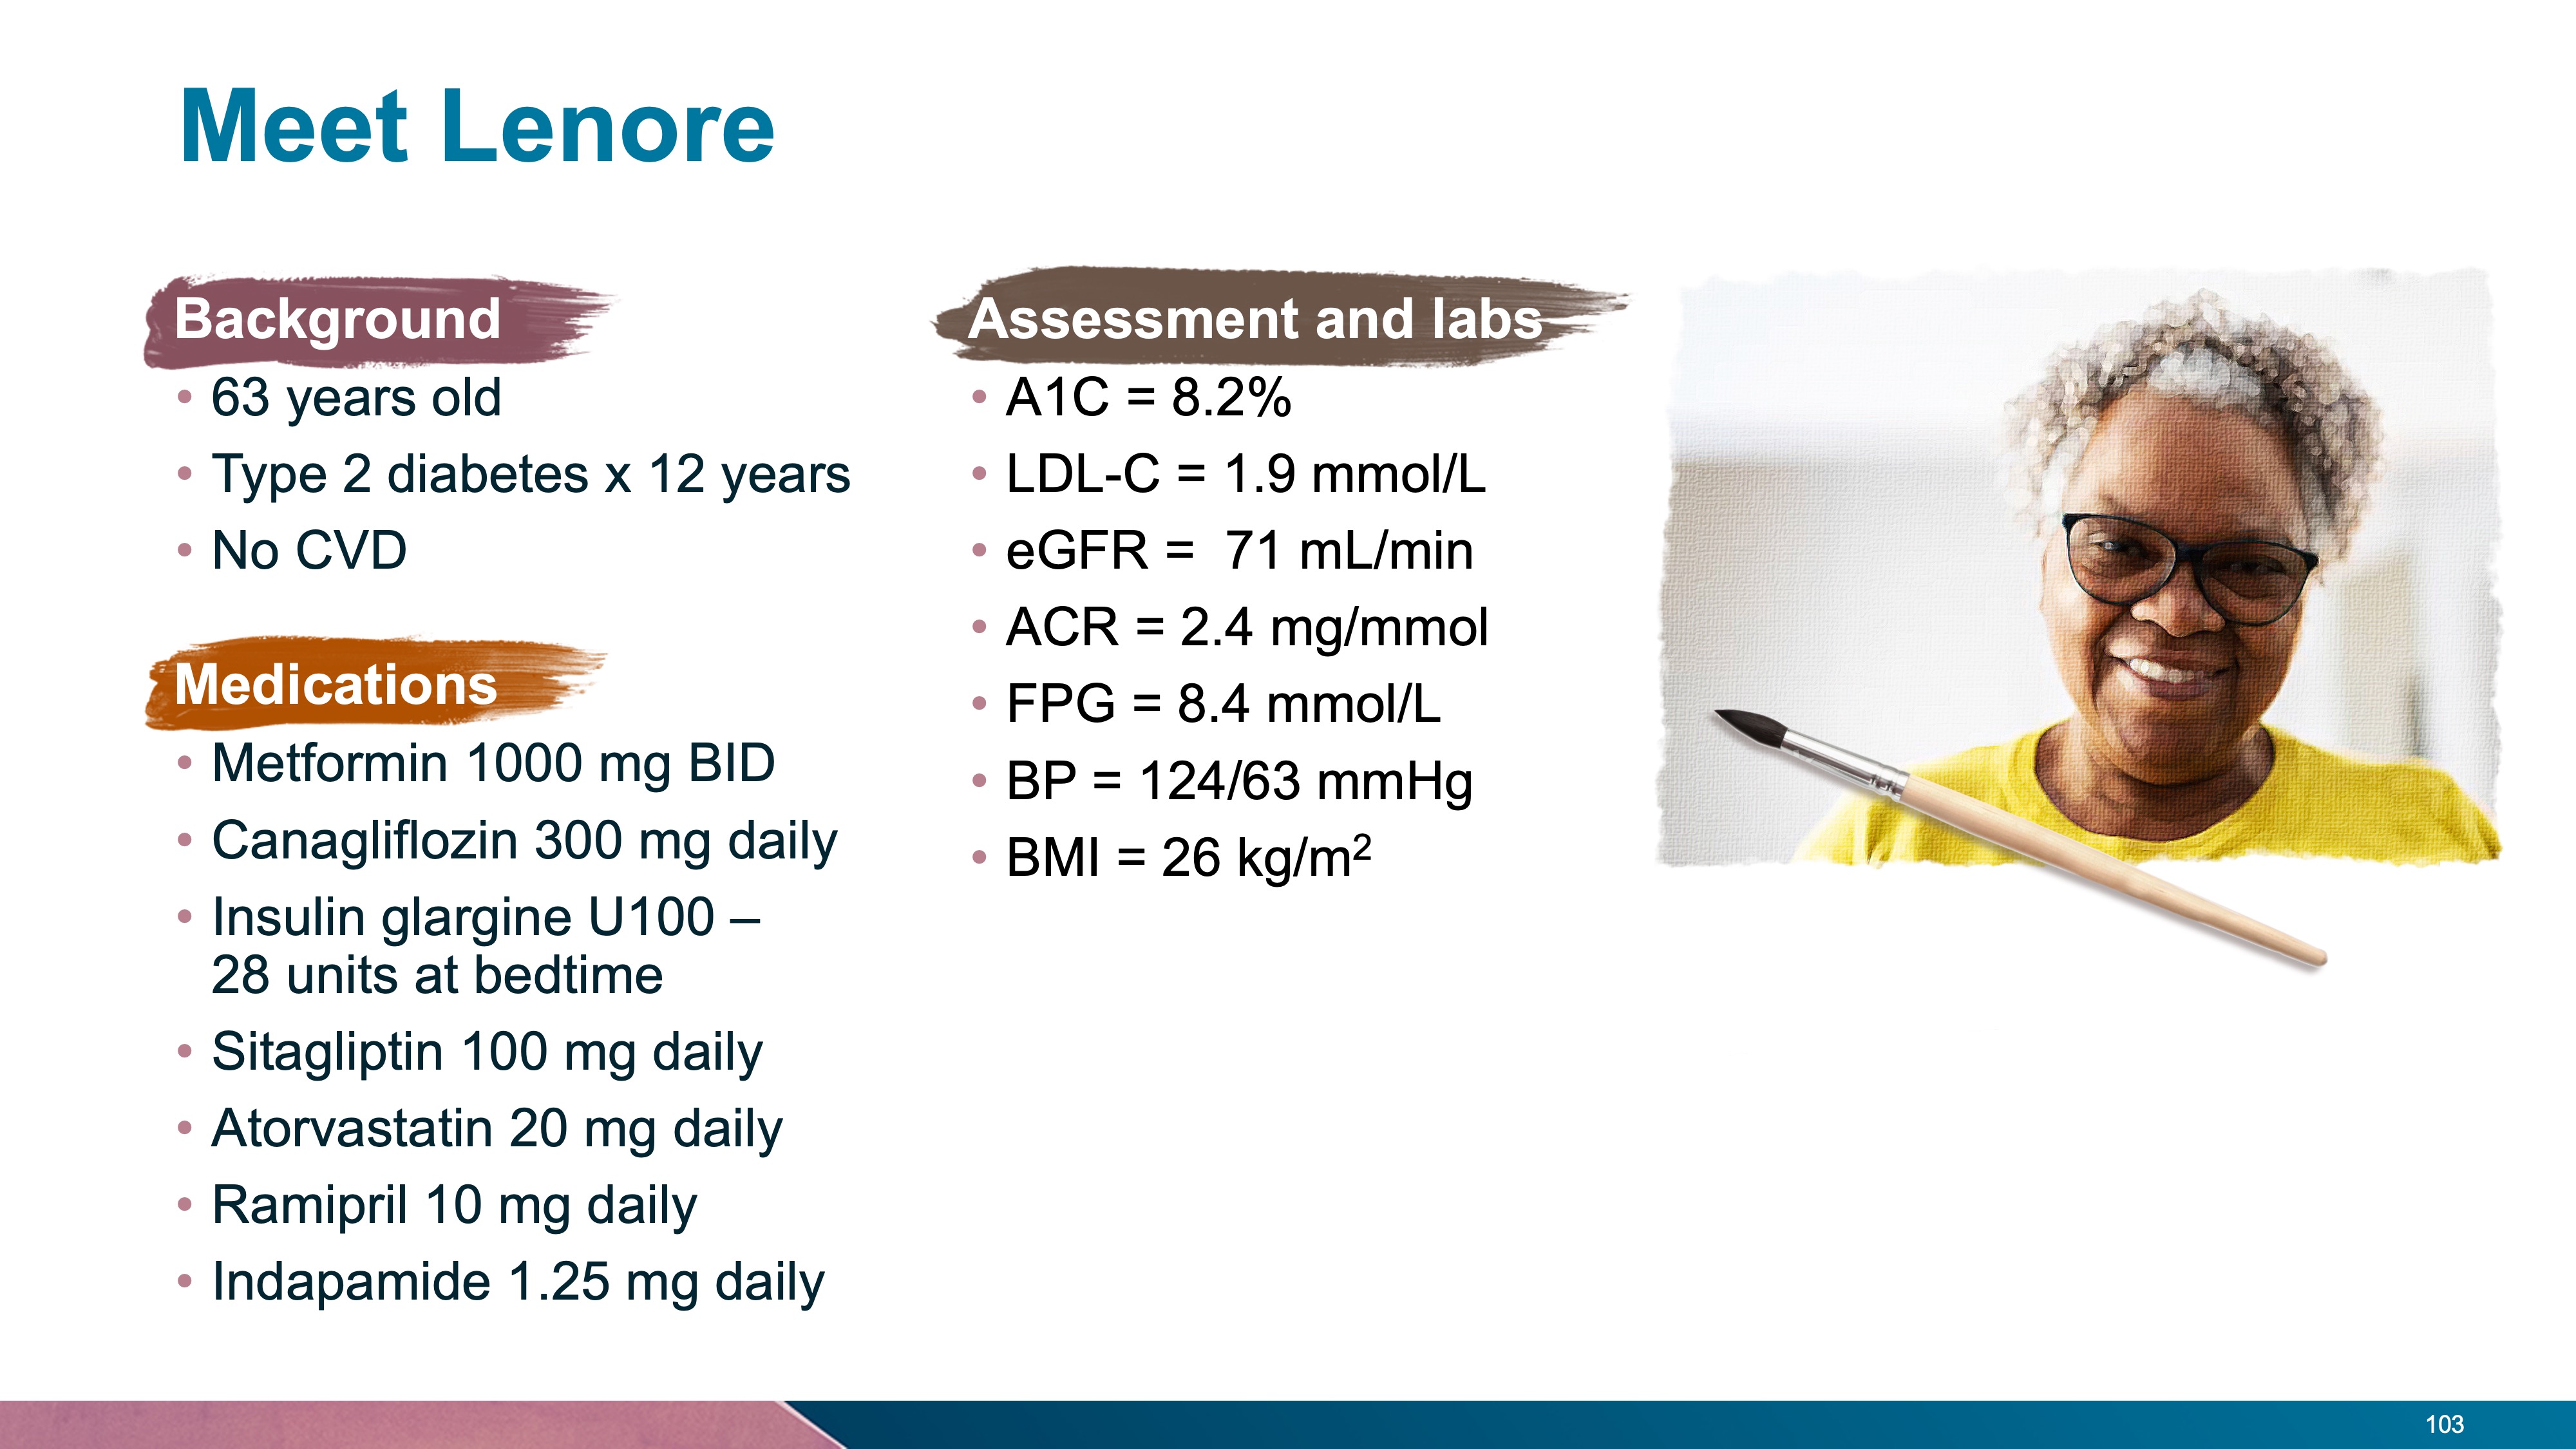 Meet Lenore
Background
• 63 years old
• Type 2 diabetes x 12 years
• No CVD
Medications
• Metformin 1000 mg BID
• Canagliflozin 300 mg daily
• Insulin glargine U100 –
28 units at bedtime
• Sitagliptin 100 mg daily
• Atorvastatin 20 mg daily
• Ramipril 10 mg daily
• Indapamide 1.25 mg daily
Assessment and labs
• A1C = 8.2%
• LDL-C = 1.9 mmol/L
• eGFR =  71 mL/min
• ACR = 2.4 mg/mmol
• FPG = 8.4 mmol/L
• BP = 124/63 mmHg
• BMI = 26 kg/m²
103